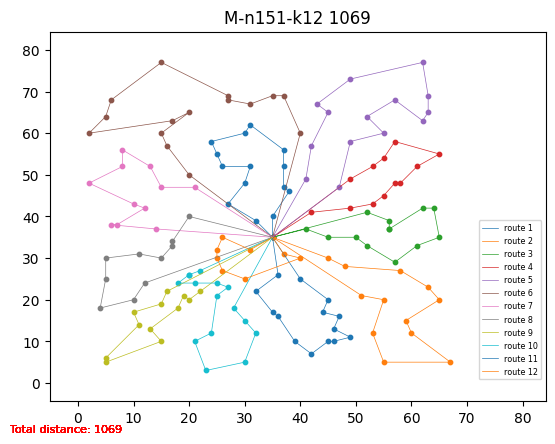 M-n151-k12 1069
80
70
60
50
40
30
20
10
0
0 10 20 30 40 50 60 70 80
route 1
route 2
route 3
route 4
route 5
route 6
route 7
route 8
route 9
route 10
route 11
route 12
Total distance: 1069